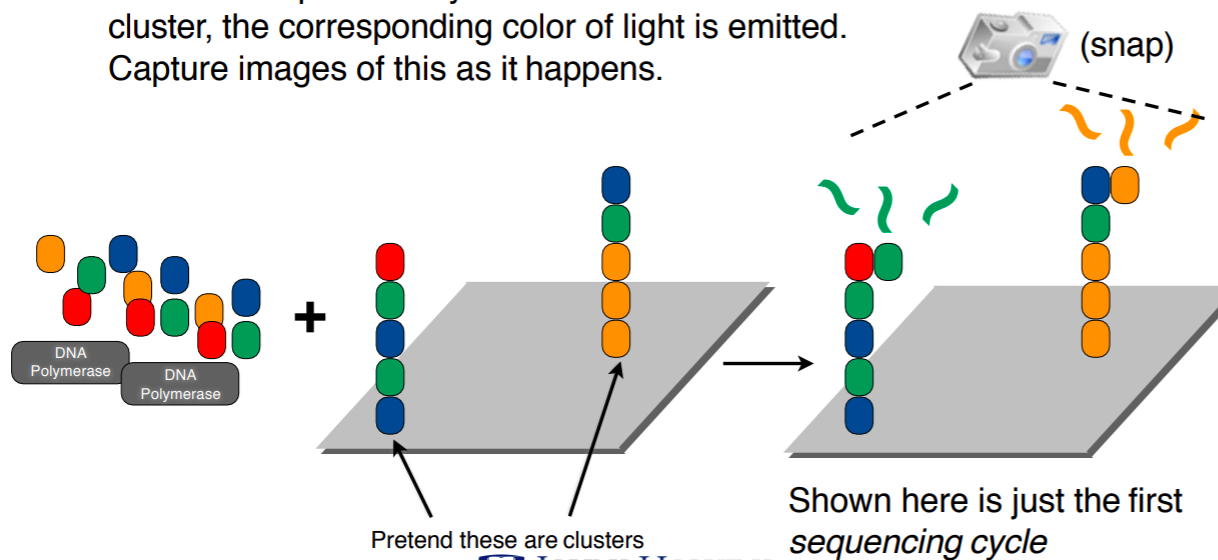 cluster, the corresponding color of light is emitted.
Capture images of this as it happens.
(snap)
+
DNA
Polymerase
DNA
Polymerase
Pretend these are clusters
Shown here is just the first
sequencing cycle